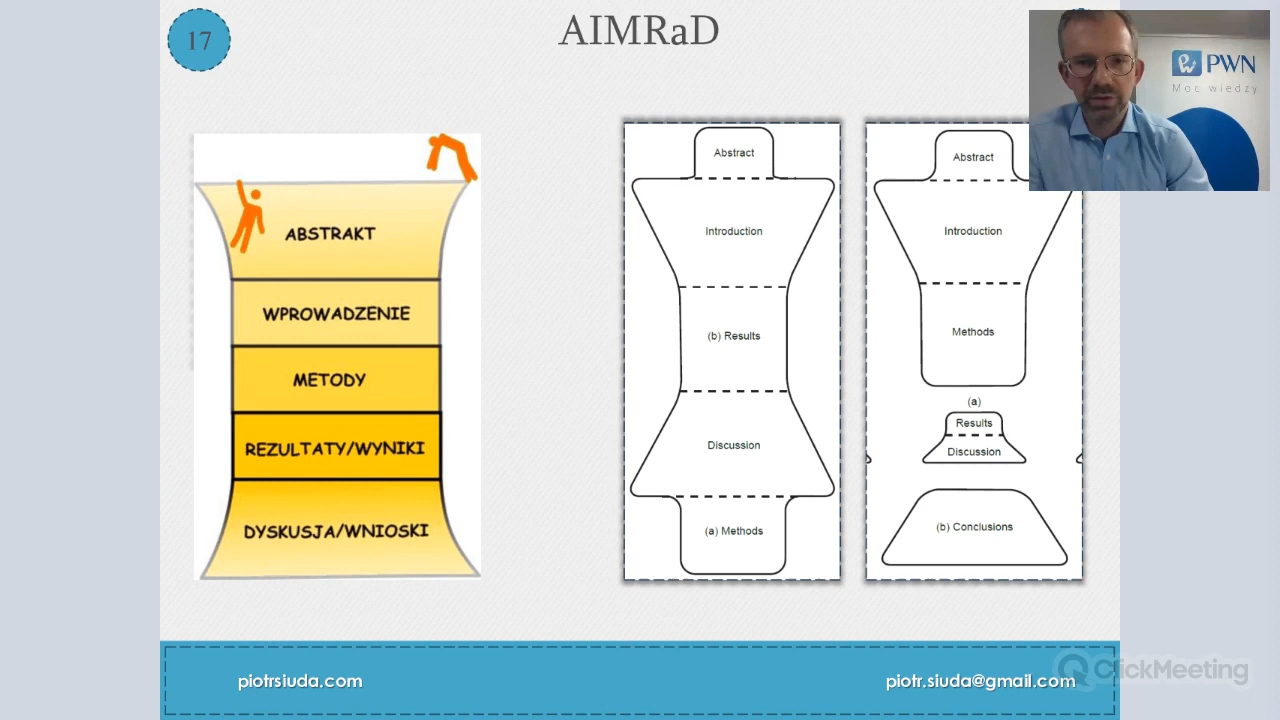 17
AIMRaD
PWN
Moc wiedzy
ABSTRAKT
WPROWADZENIE
METODY
REZULTATY/WYNIKI
DYSKUSJA/WNIOSKI
Abstract
Introduction
(b) Results
Discussion
(a) Methods
Abstract
Introduction
Methods
(a)
Results
Discussion
(b) Conclusions
piotrsiuda.com
piotr.siuda@gmail.com
ClickMeeting